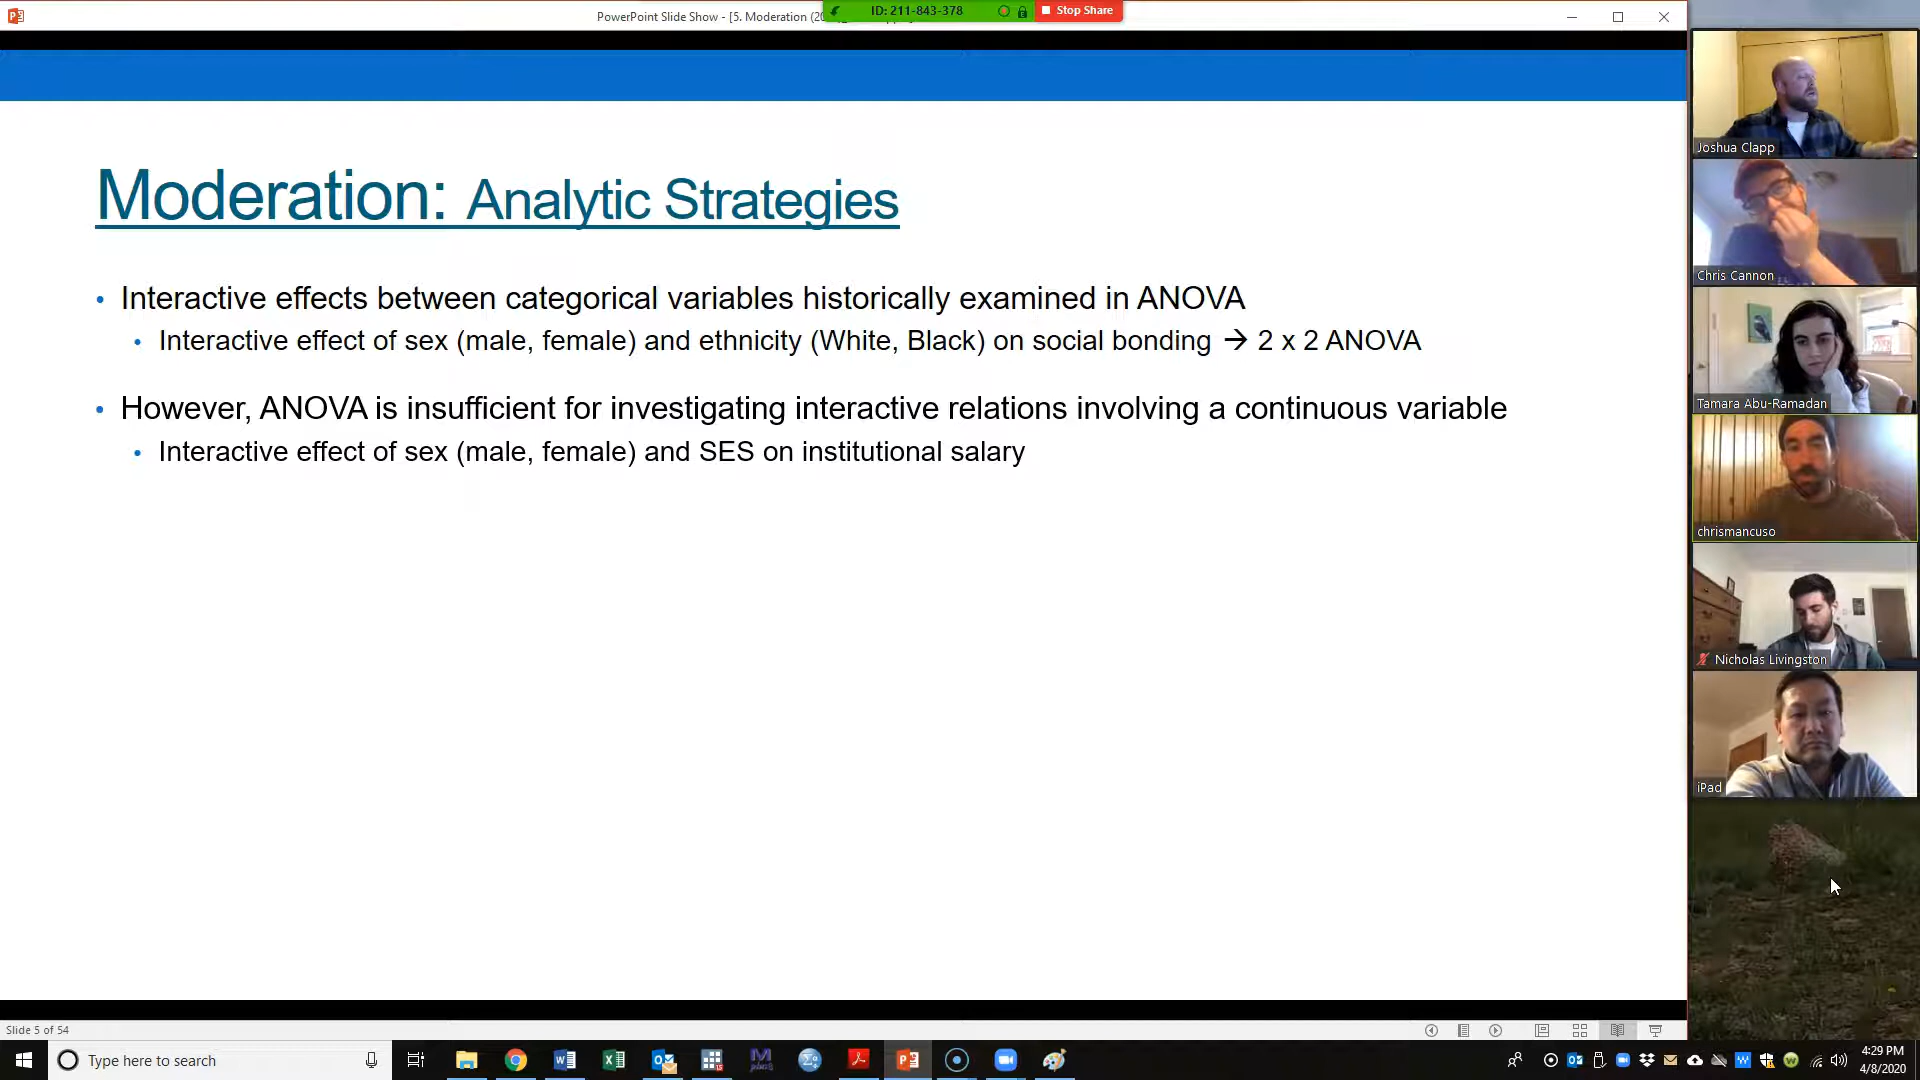 PowerPoint Slide Show - [5. Moderation (20
ID: 211-843-378
Stop Share
Moderation: Analytic Strategies
• Interactive effects between categorical variables historically examined in ANOVA
• Interactive effect of sex (male, female) and ethnicity (White, Black) on social bonding → 2 x 2 ANOVA
• However, ANOVA is insufficient for investigating interactive relations involving a continuous variable
• Interactive effect of sex (male, female) and SES on institutional salary
Joshua Clapp
Chris Cannon
Tamara Abu-Ramadan
chrismancuso
Nicholas Livingston
iPad
Slide 5 of 54
Type here to search
4:29 PM
4/8/2020